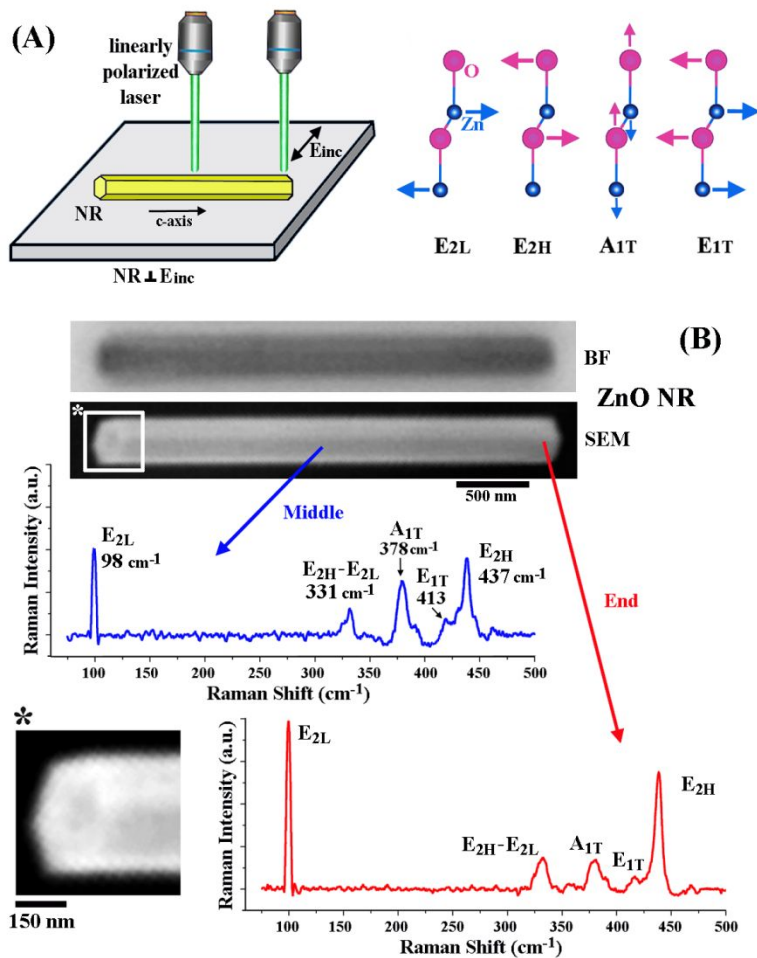 (A)
linearly
polarized
laser
Einc
NR
c-axis
NR ⊥ Einc
O
Zn
E2L
E2H
A1T
E1T
(B)
BF
ZnO NR
*
SEM
500 nm
Middle
End
Raman Intensity (a.u.)
E2L
98 cm-1
E2H-E2L
331 cm-1
A1T
378cm-1
E1T
413
E2H
437 cm-1
100 150 200 250 300 350 400 450 500
Raman Shift (cm-1)
*
150 nm
Raman Intensity (a.u.)
E2L
E2H-E2L
A1T
E1T
E2H
100 150 200 250 300 350 400 450 500
Raman Shift (cm-1)